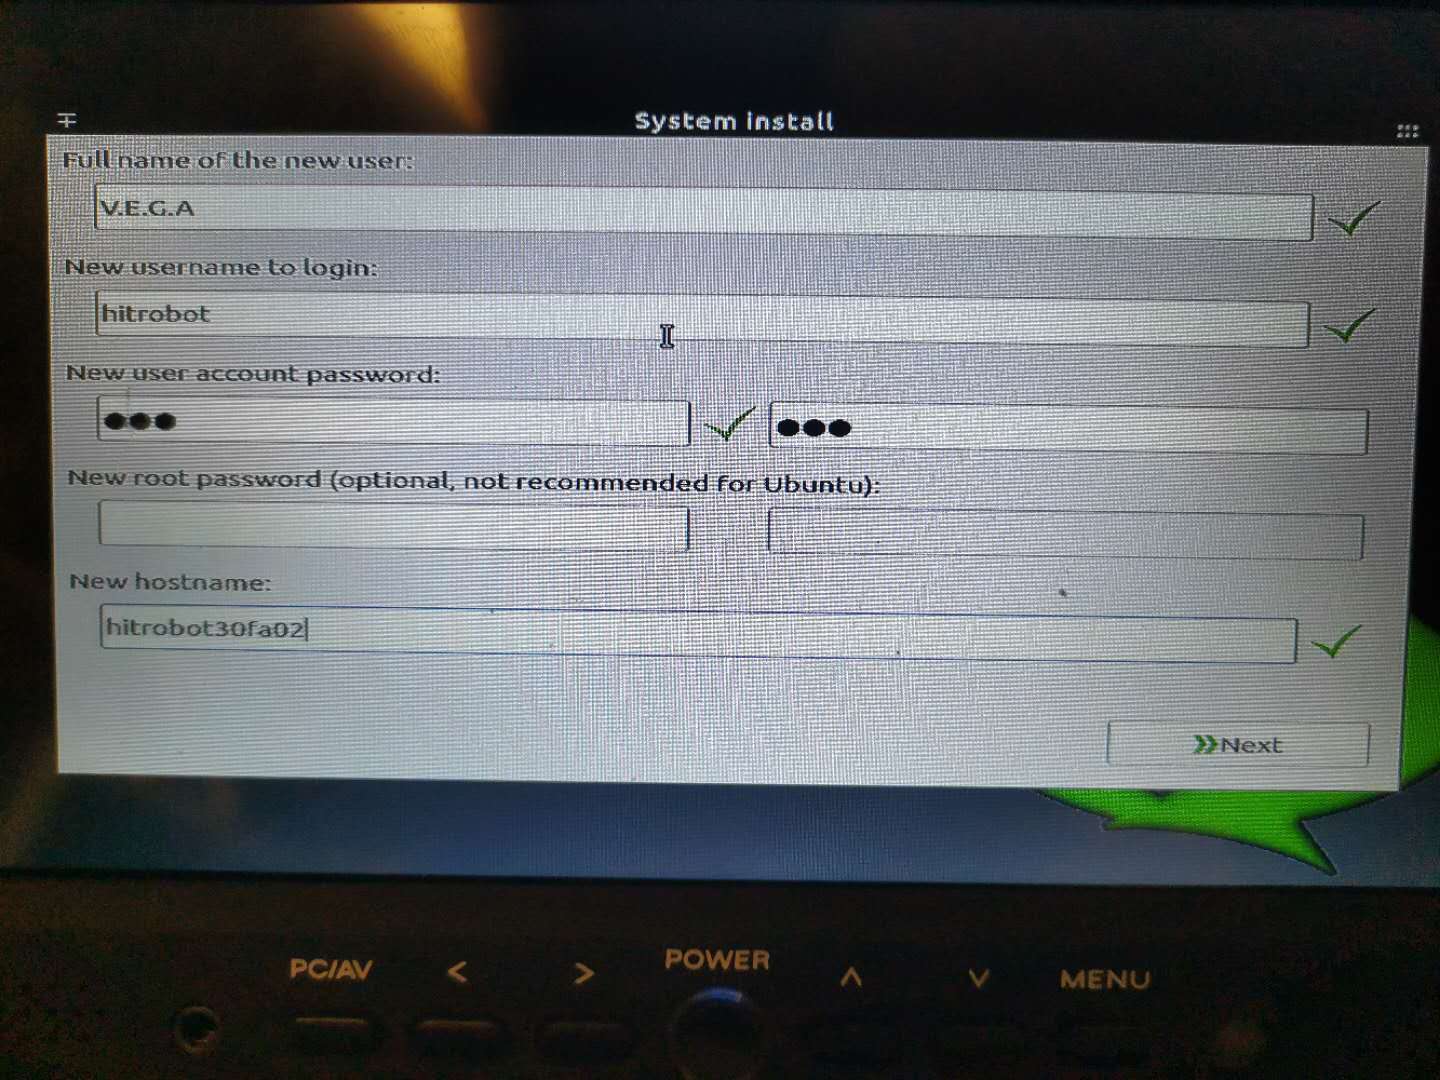 System install
Full name of the new user:
V.E.G.A
New username to login:
hitrobot
New user account password:
●●● ●●●
New root password (optional, not recommended for Ubuntu):
New hostname:
hitrobot30fa02
Next
PC/AV < > POWER ∧ ∨ MENU